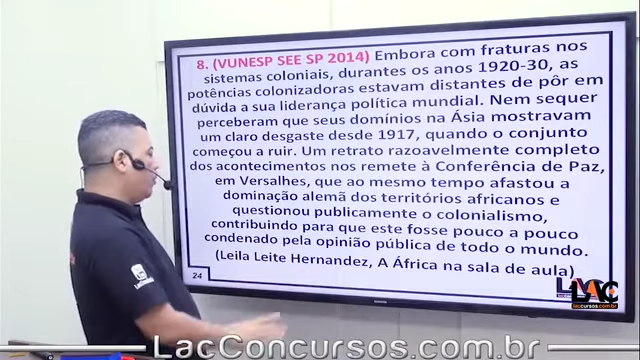 8. (VUNESP SEE SP 2014) Embora com fraturas nos
sistemas coloniais, durantes os anos 1920-30, as
potências colonizadoras estavam distantes de pôr em
dúvida a sua liderança política mundial. Nem sequer
perceberam que seus domínios na Ásia mostravam
um claro desgaste desde 1917, quando o conjunto
começou a ruir. Um retrato razoavelmente completo
dos acontecimentos nos remete à Conferência de Paz,
em Versalhes, que ao mesmo tempo afastou a
dominação alemã dos territórios africanos e
questionou publicamente o colonialismo,
contribuindo para que este fosse pouco a pouco
condenado pela opinião pública de todo o mundo.
(Leila Leite Hernandez, A África na sala de aula)
24
LAC
laccursos.com.br
LacConcursos.com.br